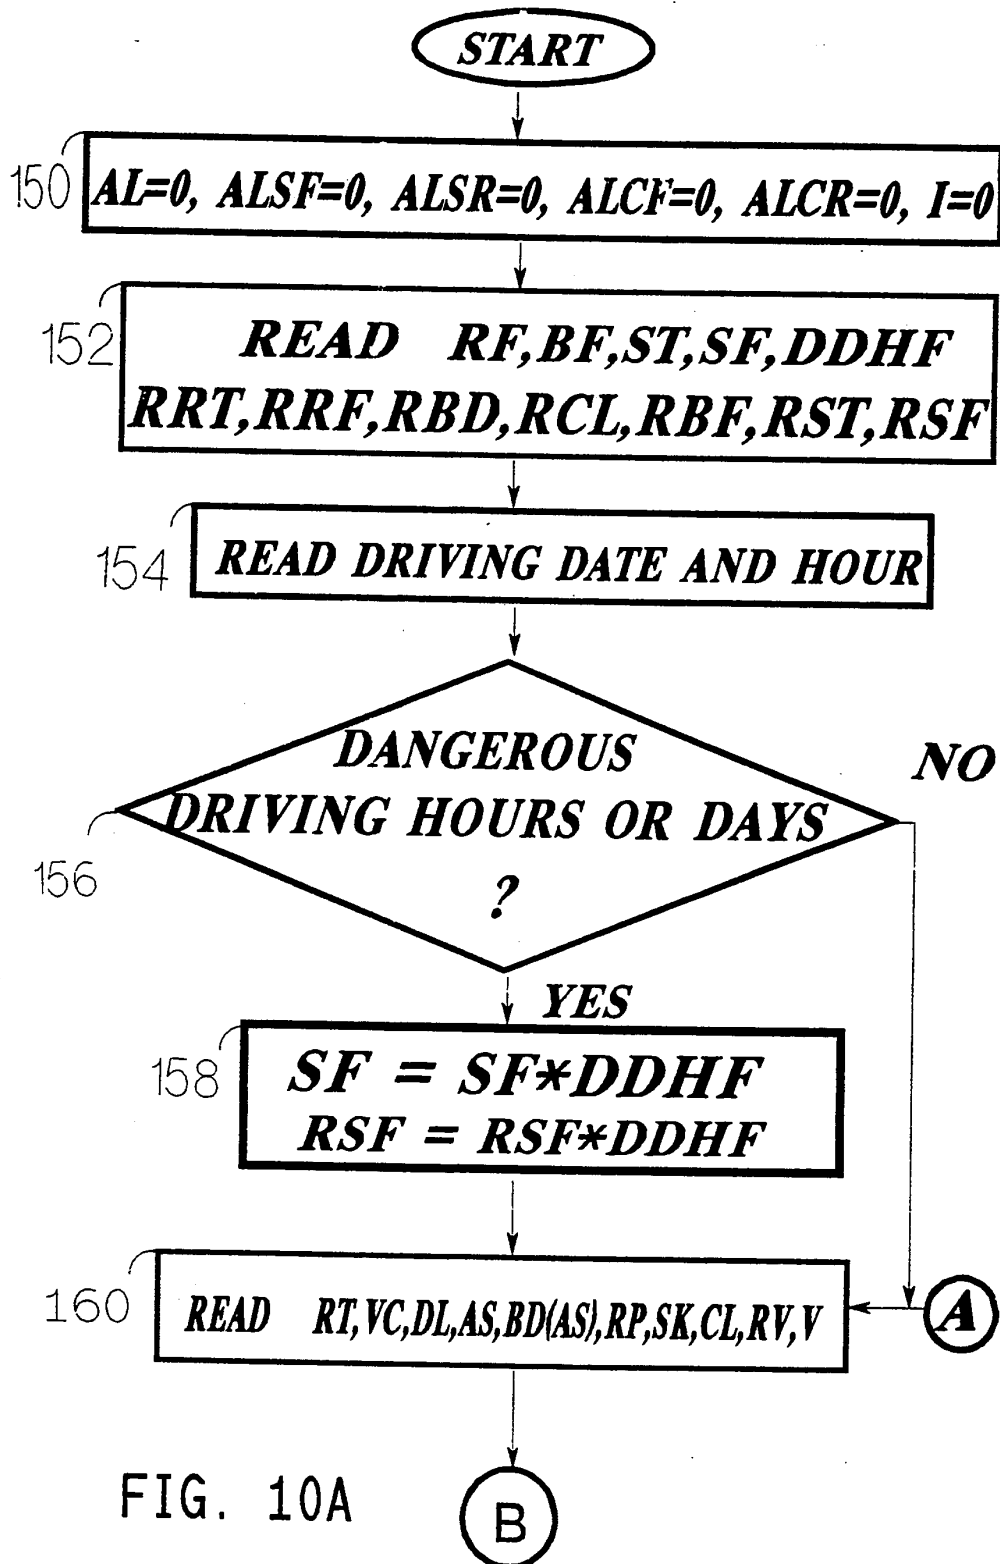 START
150
AL=0, ALSF=0, ALSR=0, ALCF=0, ALCR=0, I=0
152
READ RF,BF,ST,SF,DDHF
RRT,RRF,RBD,RCL,RBF,RST,RSF
154
READ DRIVING DATE AND HOUR
DANGEROUS
DRIVING HOURS OR DAYS
?
NO
156
YES
158
SF = SF*DDHF
RSF = RSF*DDHF
160
READ RT,VC,DL,AS,BD(AS),RP,SK,CL,RV,V
A
FIG. 10A
B